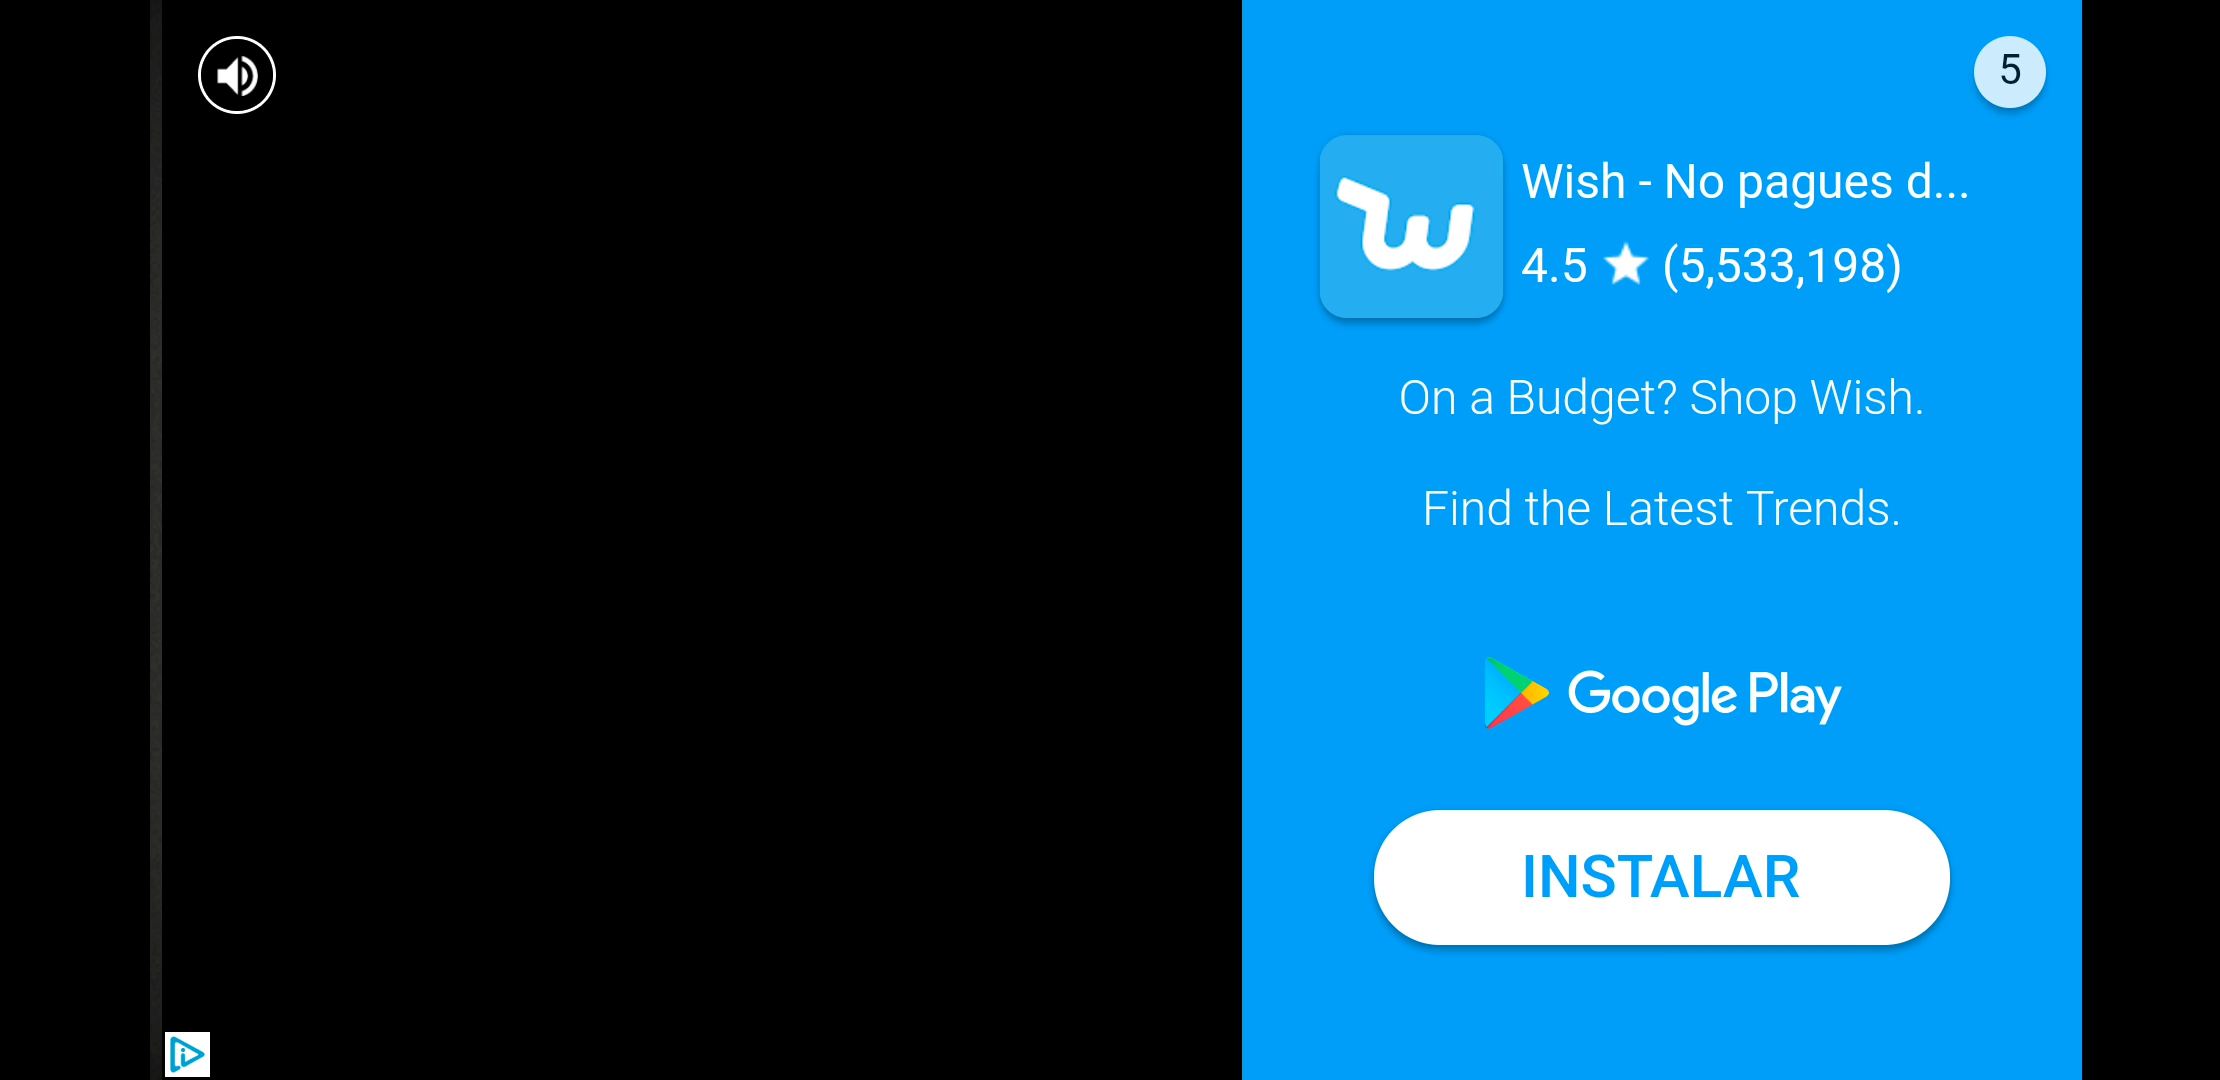 5
Wish - No pagues d...
4.5 ★ (5,533,198)
On a Budget? Shop Wish.
Find the Latest Trends.
Google Play
INSTALAR